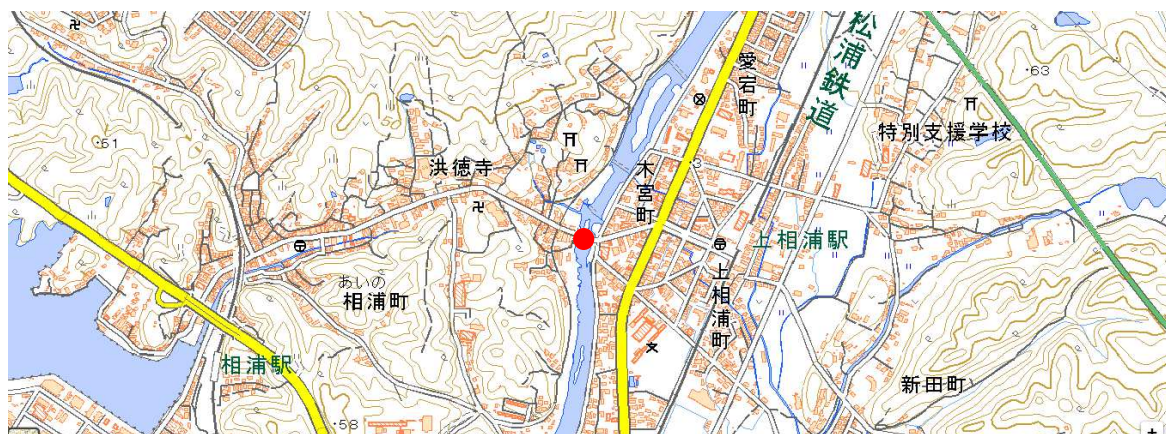 松浦鉄道
愛宕町
・63
特別支援学校
・61
洪徳寺
木宮町
3
上相浦駅
あいの
相浦町
上相浦町
相浦駅
新田町
・58